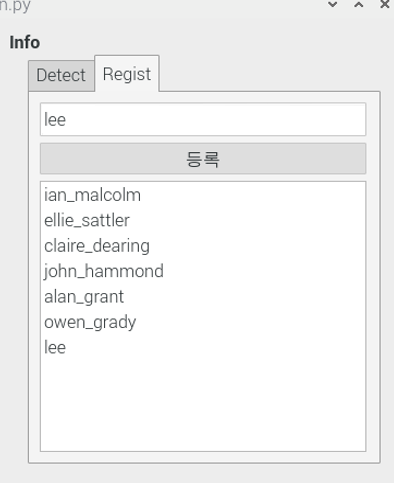 n.py
Info
Detect Regist
lee
등록
ian_malcolm
ellie_sattler
claire_dearing
john_hammond
alan_grant
owen_grady
lee